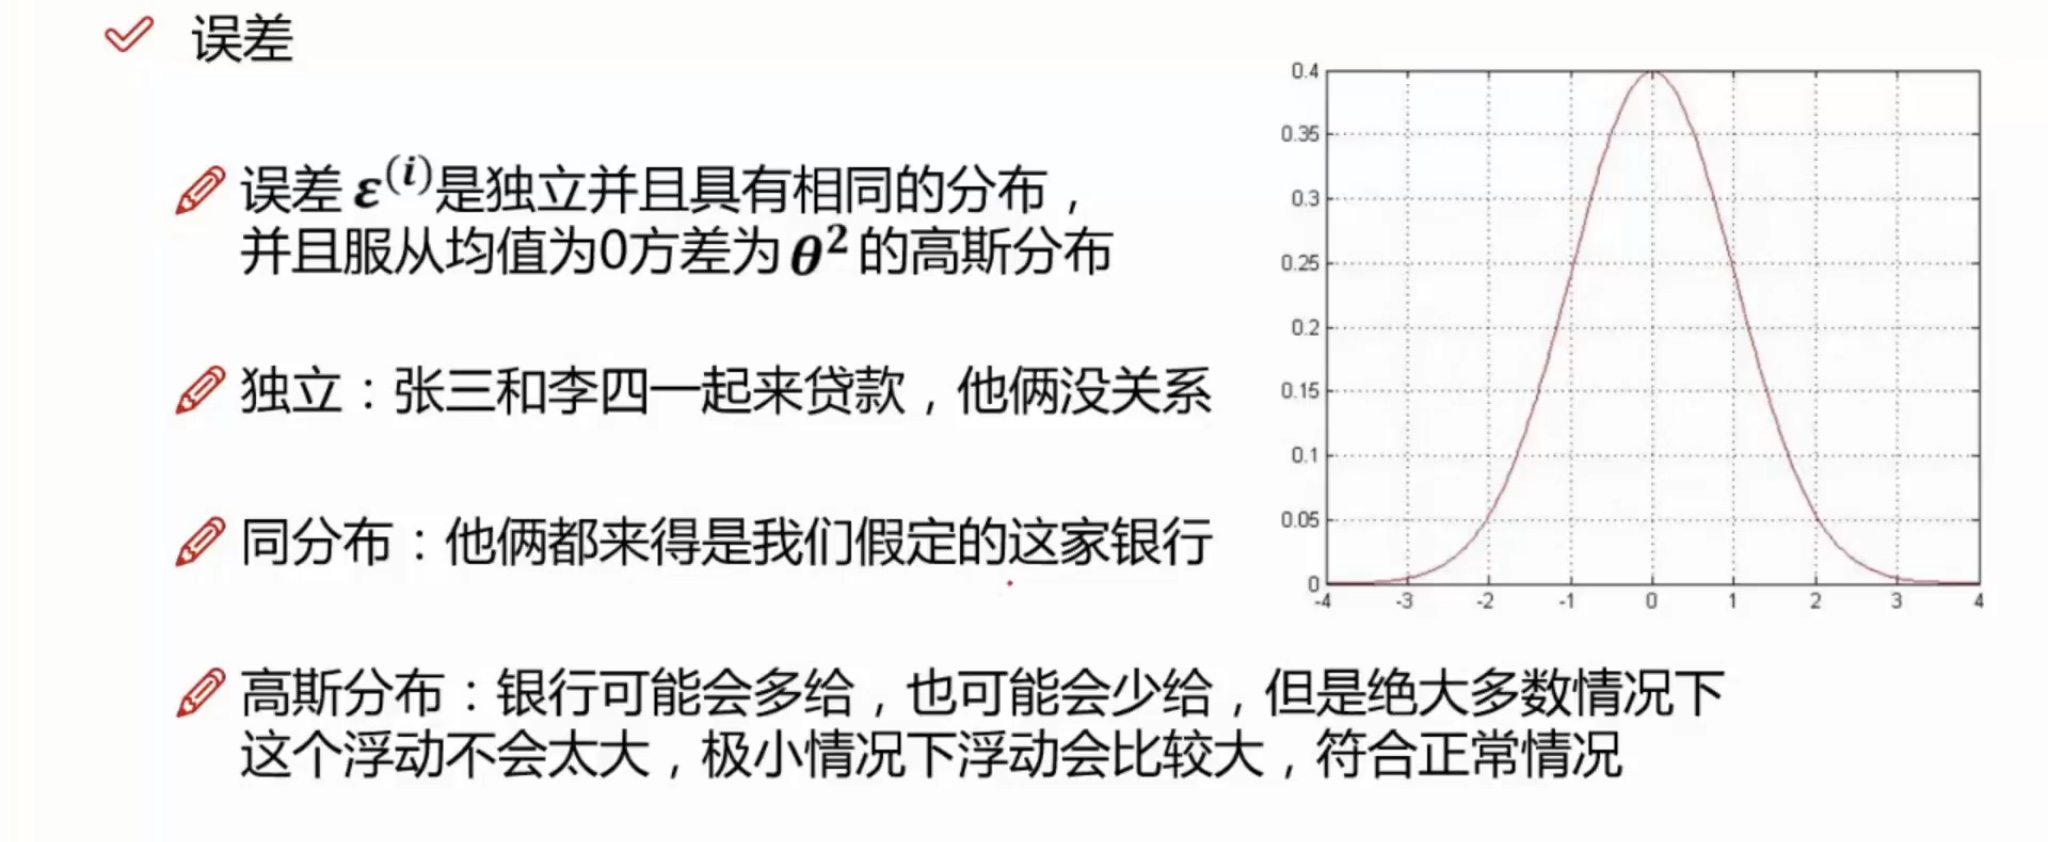 误差
误差 ε⁽ⁱ⁾是独立并且具有相同的分布，
并且服从均值为0方差为 θ² 的高斯分布
独立：张三和李四一起来贷款，他俩没关系
同分布：他俩都来得是我们假定的这家银行
高斯分布：银行可能会多给，也可能会少给，但是绝大多数情况下
这个浮动不会太大，极小情况下浮动会比较大，符合正常情况
0.4
0.35
0.3
0.25
0.2
0.15
0.1
0.05
0
-4 -3 -2 -1 0 1 2 3 4